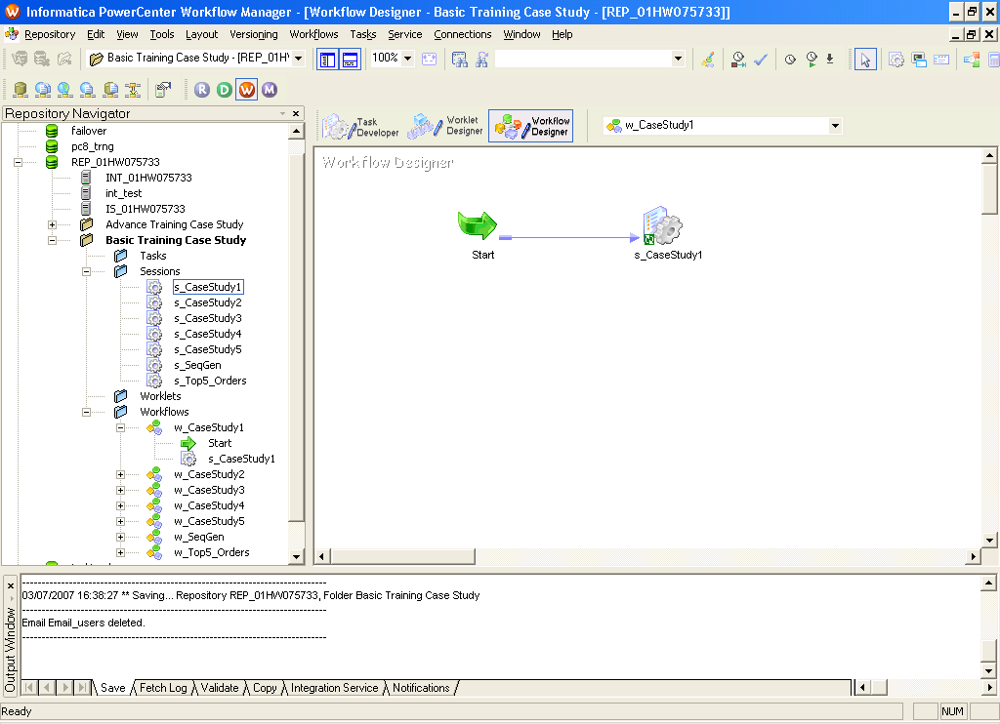 Informatica PowerCenter Workflow Manager - [Workflow Designer - Basic Training Case Study - [REP_01HW075733]]
Repository Edit View Tools Layout Versioning Workflows Tasks Service Connections Window Help
Basic Training Case Study - [REP_01HW 100%
R D W M
Repository Navigator
failover
pc8_trng
REP_01HW075733
INT_01HW075733
int_test
IS_01HW075733
Advance Training Case Study
Basic Training Case Study
Tasks
Sessions
s_CaseStudy1
s_CaseStudy2
s_CaseStudy3
s_CaseStudy4
s_CaseStudy5
s_SeqGen
s_Top5_Orders
Worklets
Workflows
w_CaseStudy1
Start
s_CaseStudy1
w_CaseStudy2
w_CaseStudy3
w_CaseStudy4
w_CaseStudy5
w_SeqGen
w_Top5_Orders
Task Developer
Worklet Designer
Workflow Designer
w_CaseStudy1
Workflow Designer
Start
s_CaseStudy1
Output Window
03/07/2007 16:38:27 ** Saving... Repository REP_01HW075733, Folder Basic Training Case Study
Email Email_users deleted.
Save Fetch Log Validate Copy Integration Service Notifications
Ready
NUM